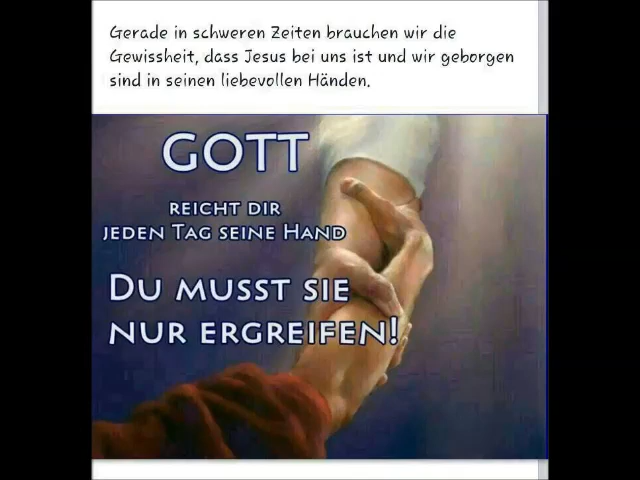 Gerade in schweren Zeiten brauchen wir die
Gewissheit, dass Jesus bei uns ist und wir geborgen
sind in seinen liebevollen Händen.
GOTT
REICHT DIR
JEDEN TAG SEINE HAND
DU MUSST SIE
NUR ERGREIFEN!